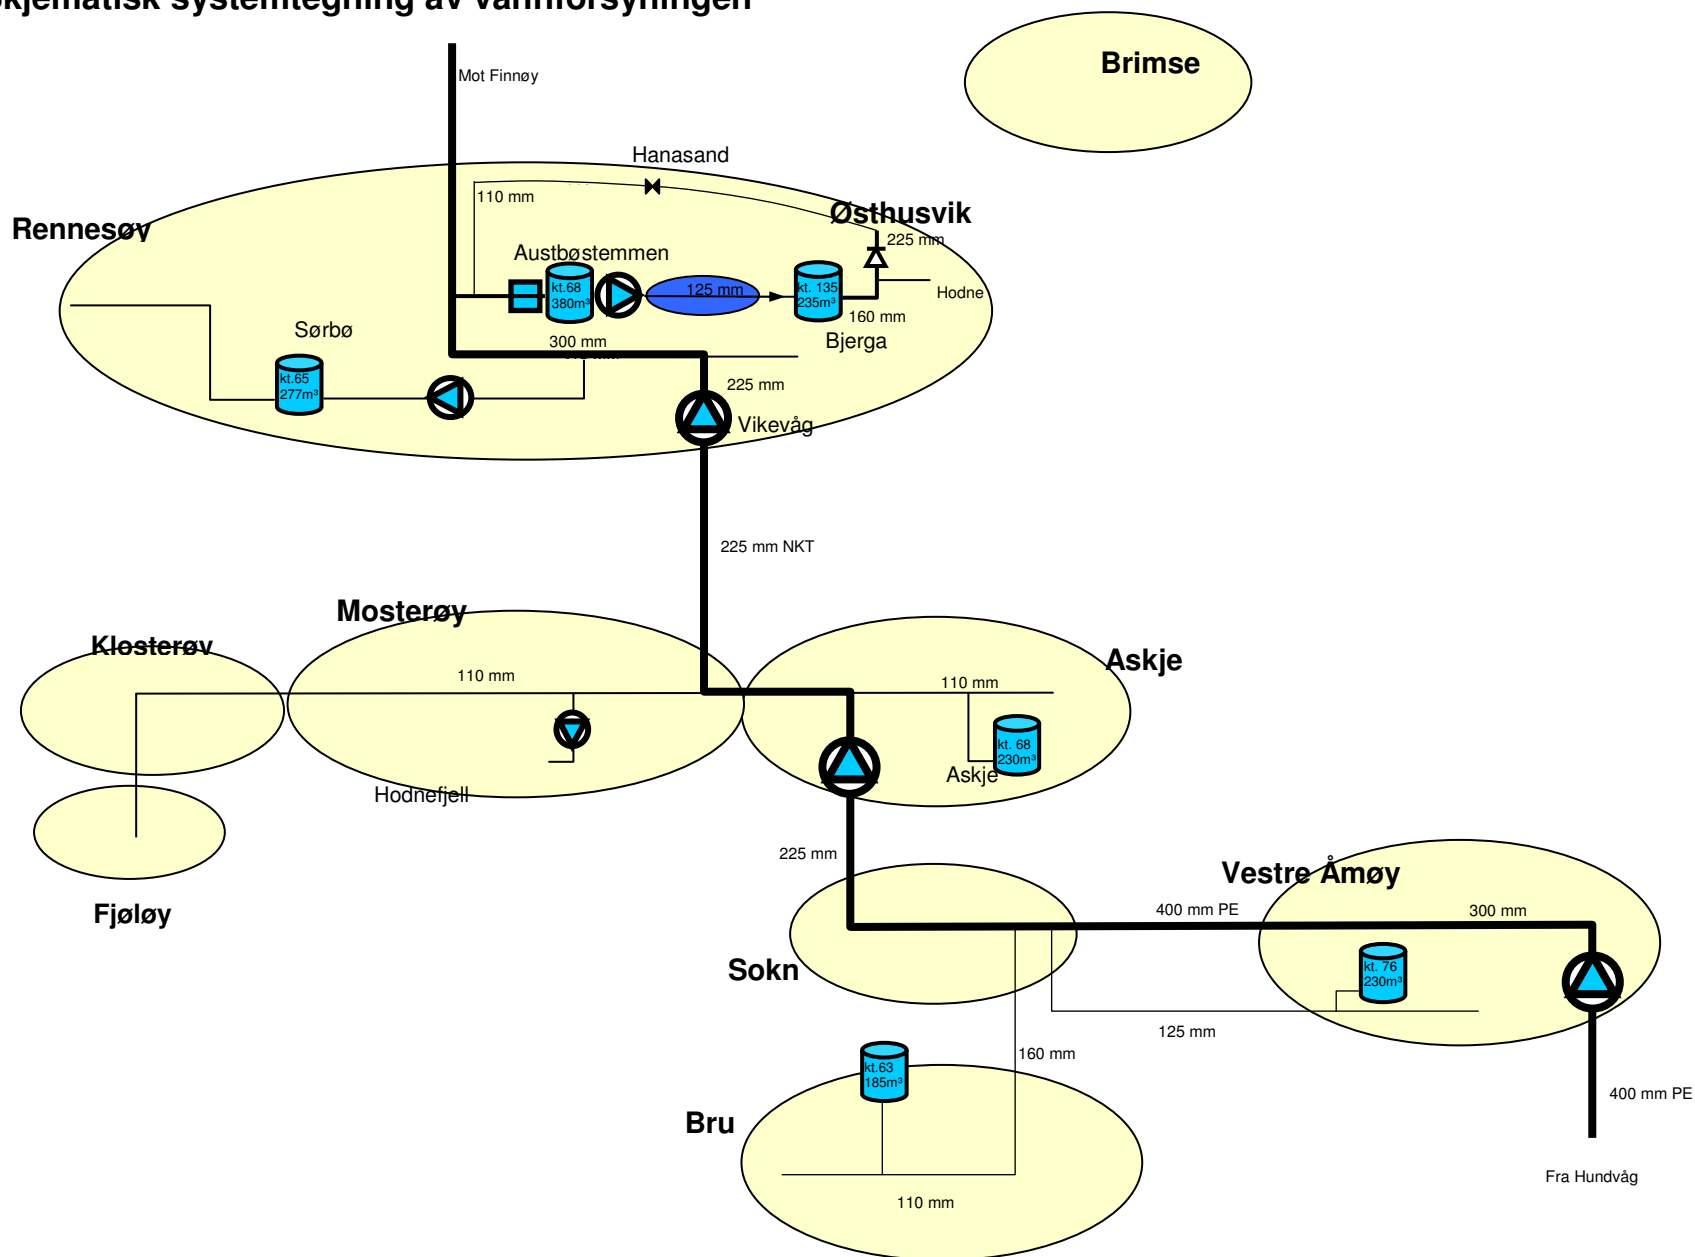 skjematisk systemtegning av vannforsyningen
Brimse
Mot Finnøy
Hanasand
110 mm
Østhusvik
225 mm
Rennesøy
Austbøstemmen
kt.68
380m³
125 mm
kt. 135
235m³
Hodne
160 mm
Bjerga
Sørbø
300 mm
kt.65
277m³
225 mm
Vikevåg
225 mm NKT
Mosterøy
Klosterøy
Askje
110 mm
110 mm
kt. 68
230m³
Askje
Hodnefjell
225 mm
Vestre Åmøy
Fjøløy
400 mm PE
300 mm
Sokn
kt. 76
230m³
125 mm
160 mm
kt.63
185m³
400 mm PE
Bru
Fra Hundvåg
110 mm